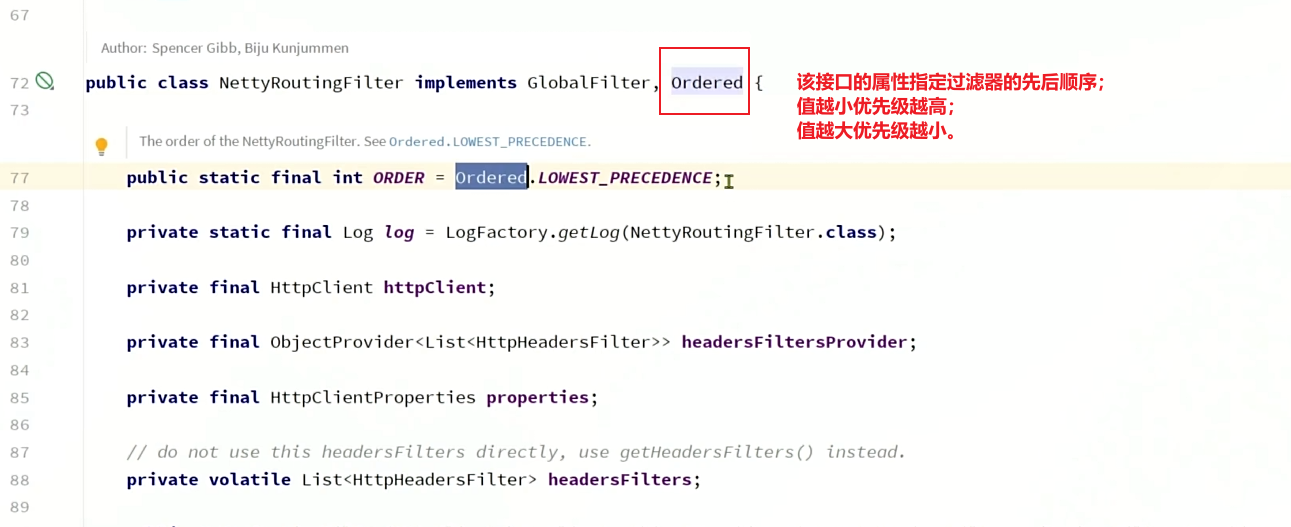 67
Author: Spencer Gibb, Biju Kunjummen
72 public class NettyRoutingFilter implements GlobalFilter, Ordered {
该接口的属性指定过滤器的先后顺序；
值越小优先级越高；
值越大优先级越小。
73
The order of the NettyRoutingFilter. See Ordered.LOWEST_PRECEDENCE.
77 public static final int ORDER = Ordered.LOWEST_PRECEDENCE;
78
79 private static final Log log = LogFactory.getLog(NettyRoutingFilter.class);
80
81 private final HttpClient httpClient;
82
83 private final ObjectProvider<List<HttpHeadersFilter>> headersFiltersProvider;
84
85 private final HttpClientProperties properties;
86
87 // do not use this headersFilters directly, use getHeadersFilters() instead.
88 private volatile List<HttpHeadersFilter> headersFilters;
89